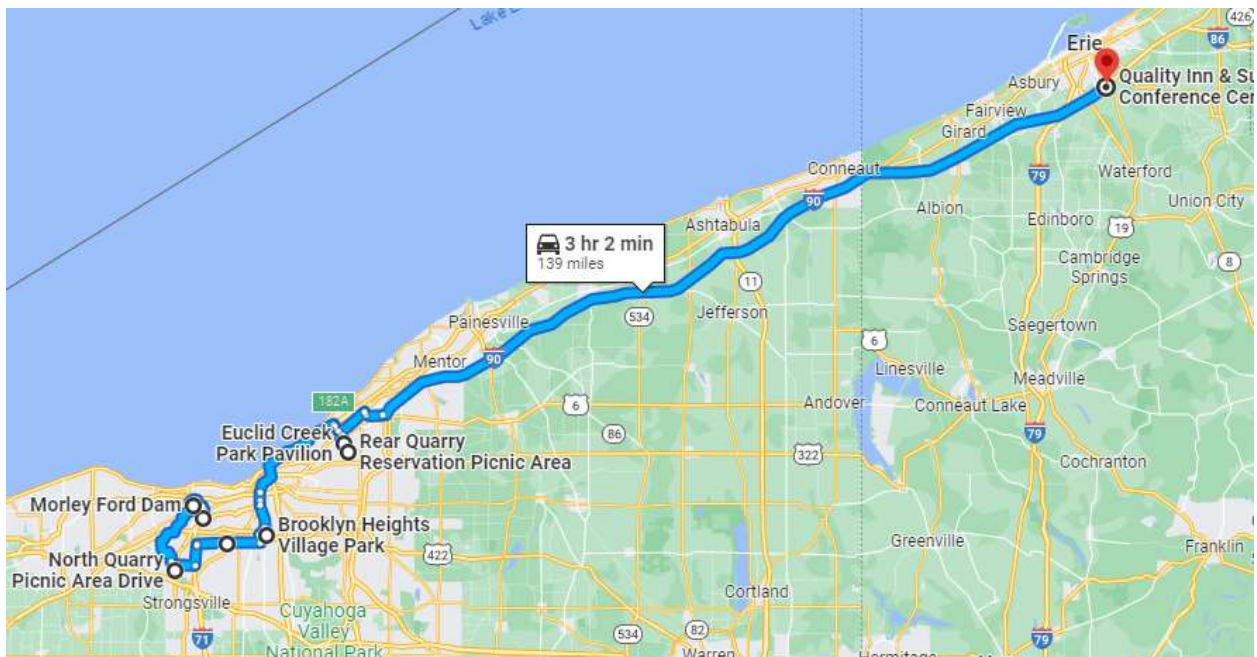 Lake
426
86
Erie
Quality Inn & Su
Conference Cen
Asbury
Fairview
Girard
Conneaut
79
Waterford
90
Albion
Union City
Edinboro
19
Ashtabula
Cambridge
Springs
8
3 hr 2 min
139 miles
11
Jefferson
534
Painesville
Saegertown
6
Linesville
90
Mentor
Meadville
6
Andover
Conneaut Lake
182A
Euclid Creek
Park Pavilion
Rear Quarry
Reservation Picnic Area
86
322
79
Cochranton
Morley Ford Dam
Brooklyn Heights
Village Park
North Quarry
Picnic Area Drive
422
Greenville
Franklin
Strongsville
Cortland
Cuyahoga
Valley
National Park
71
534
82
Warren
79
Hermitage